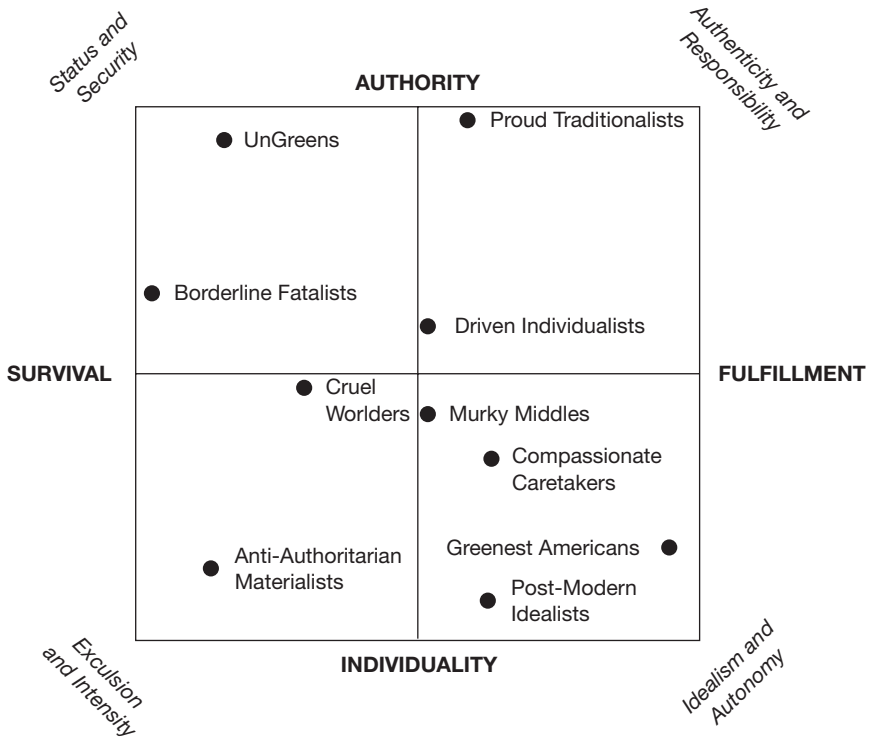 Status and
Security
Authenticity and
Responsibility
AUTHORITY
UnGreens
Proud Traditionalists
Borderline Fatalists
Driven Individualists
SURVIVAL
FULFILLMENT
Cruel
Worlders
Murky Middles
Compassionate
Caretakers
Greenest Americans
Anti-Authoritarian
Materialists
Post-Modern
Idealists
INDIVIDUALITY
Exculsion
and Intensity
Idealism and
Autonomy